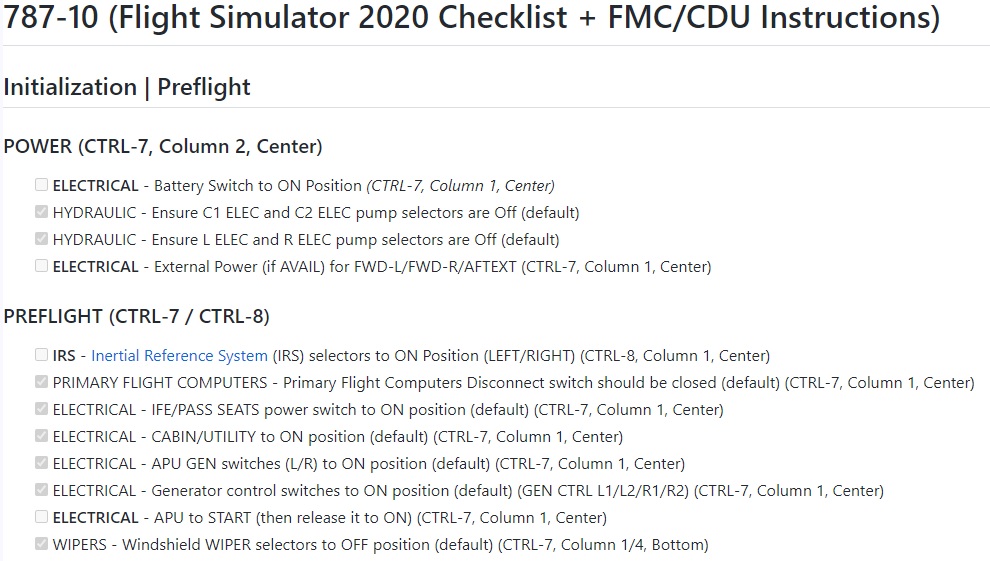 787-10 (Flight Simulator 2020 Checklist + FMC/CDU Instructions)
Initialization | Preflight
POWER (CTRL-7, Column 2, Center)
ELECTRICAL - Battery Switch to ON Position (CTRL-7, Column 1, Center)
HYDRAULIC - Ensure C1 ELEC and C2 ELEC pump selectors are Off (default)
HYDRAULIC - Ensure L ELEC and R ELEC pump selectors are Off (default)
ELECTRICAL - External Power (if AVAIL) for FWD-L/FWD-R/AFTEXT (CTRL-7, Column 1, Center)
PREFLIGHT (CTRL-7 / CTRL-8)
IRS - Inertial Reference System (IRS) selectors to ON Position (LEFT/RIGHT) (CTRL-8, Column 1, Center)
PRIMARY FLIGHT COMPUTERS - Primary Flight Computers Disconnect switch should be closed (default) (CTRL-7, Column 1, Center)
ELECTRICAL - IFE/PASS SEATS power switch to ON position (default) (CTRL-7, Column 1, Center)
ELECTRICAL - CABIN/UTILITY to ON position (default) (CTRL-7, Column 1, Center)
ELECTRICAL - APU GEN switches (L/R) to ON position (default) (CTRL-7, Column 1, Center)
ELECTRICAL - Generator control switches to ON position (default) (GEN CTRL L1/L2/R1/R2) (CTRL-7, Column 1, Center)
ELECTRICAL - APU to START (then release it to ON) (CTRL-7, Column 1, Center)
WIPERS - Windshield WIPER selectors to OFF position (default) (CTRL-7, Column 1/4, Bottom)